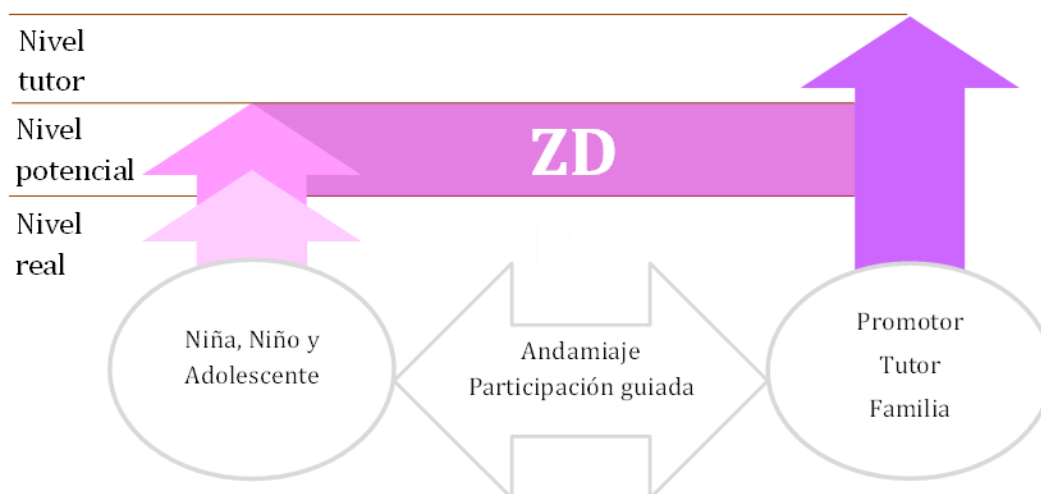 Nivel
tutor
Nivel
potencial
ZD
Nivel
real
Niña, Niño y
Adolescente
Andamiaje
Participación guiada
Promotor
Tutor
Familia